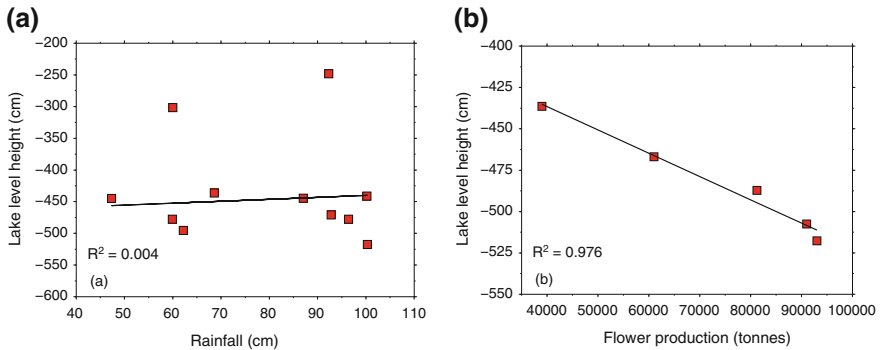 (a)
Lake level height (cm)
−200
−250
−300
−350
−400
−450
−500
−550
−600
R² = 0.004
(a)
40 50 60 70 80 90 100 110
Rainfall (cm)
(b)
Lake level height (cm)
−400
−425
−450
−475
−500
−525
−550
R² = 0.976
(b)
40000 50000 60000 70000 80000 90000 100000
Flower production (tonnes)